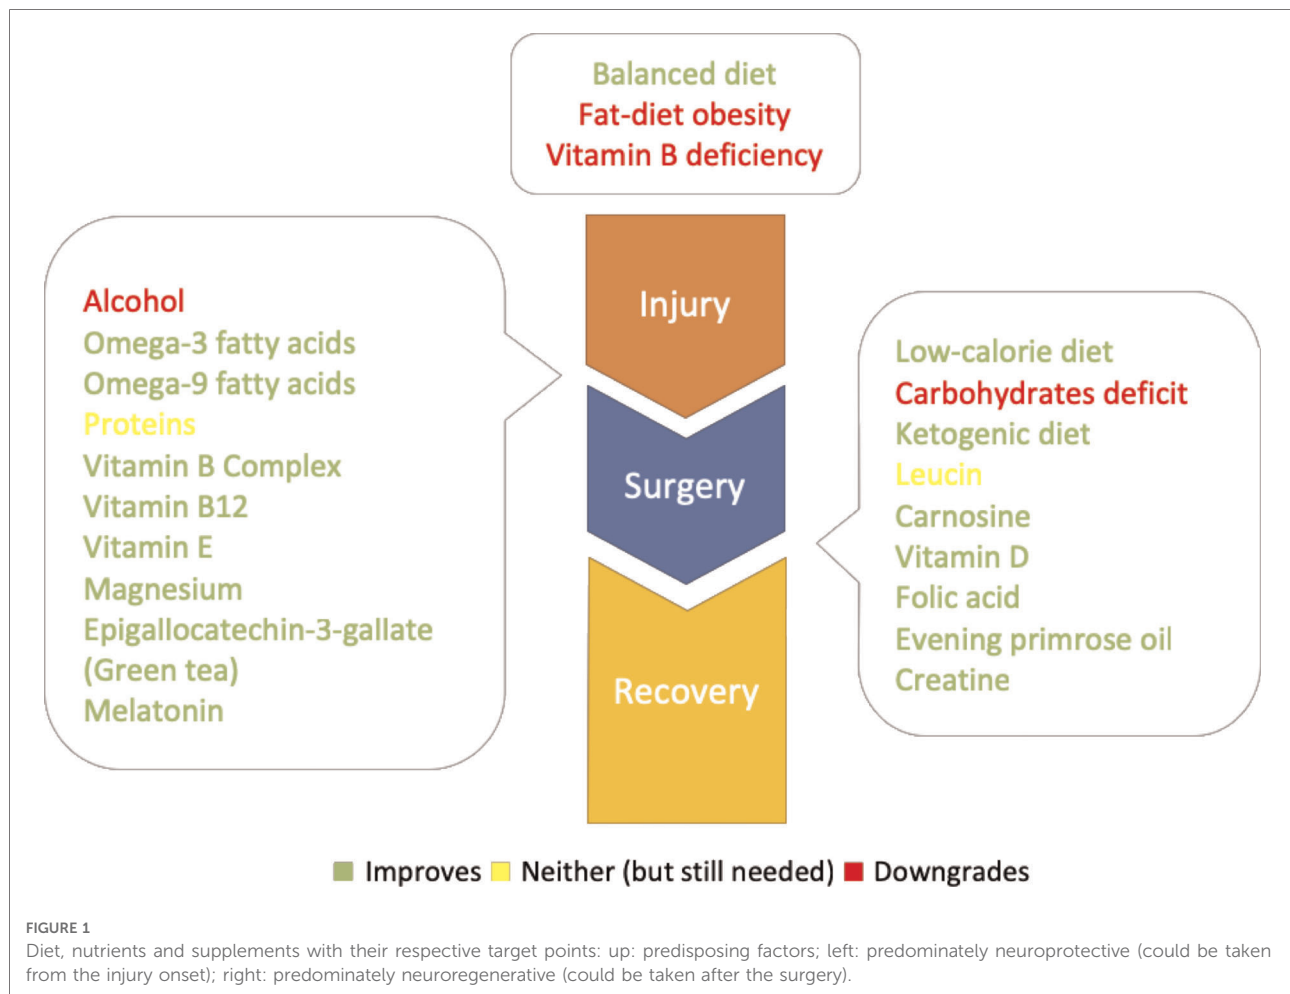 Balanced diet
Fat-diet obesity
Vitamin B deficiency
Alcohol
Omega-3 fatty acids
Omega-9 fatty acids
Proteins
Vitamin B Complex
Vitamin B12
Vitamin E
Magnesium
Epigallocatechin-3-gallate
(Green tea)
Melatonin
Injury
Surgery
Recovery
Low-calorie diet
Carbohydrates deficit
Ketogenic diet
Leucin
Carnosine
Vitamin D
Folic acid
Evening primrose oil
Creatine
Improves Neither (but still needed) Downgrades
FIGURE 1
Diet, nutrients and supplements with their respective target points: up: predisposing factors; left: predominately neuroprotective (could be taken
from the injury onset); right: predominately neuroregenerative (could be taken after the surgery).